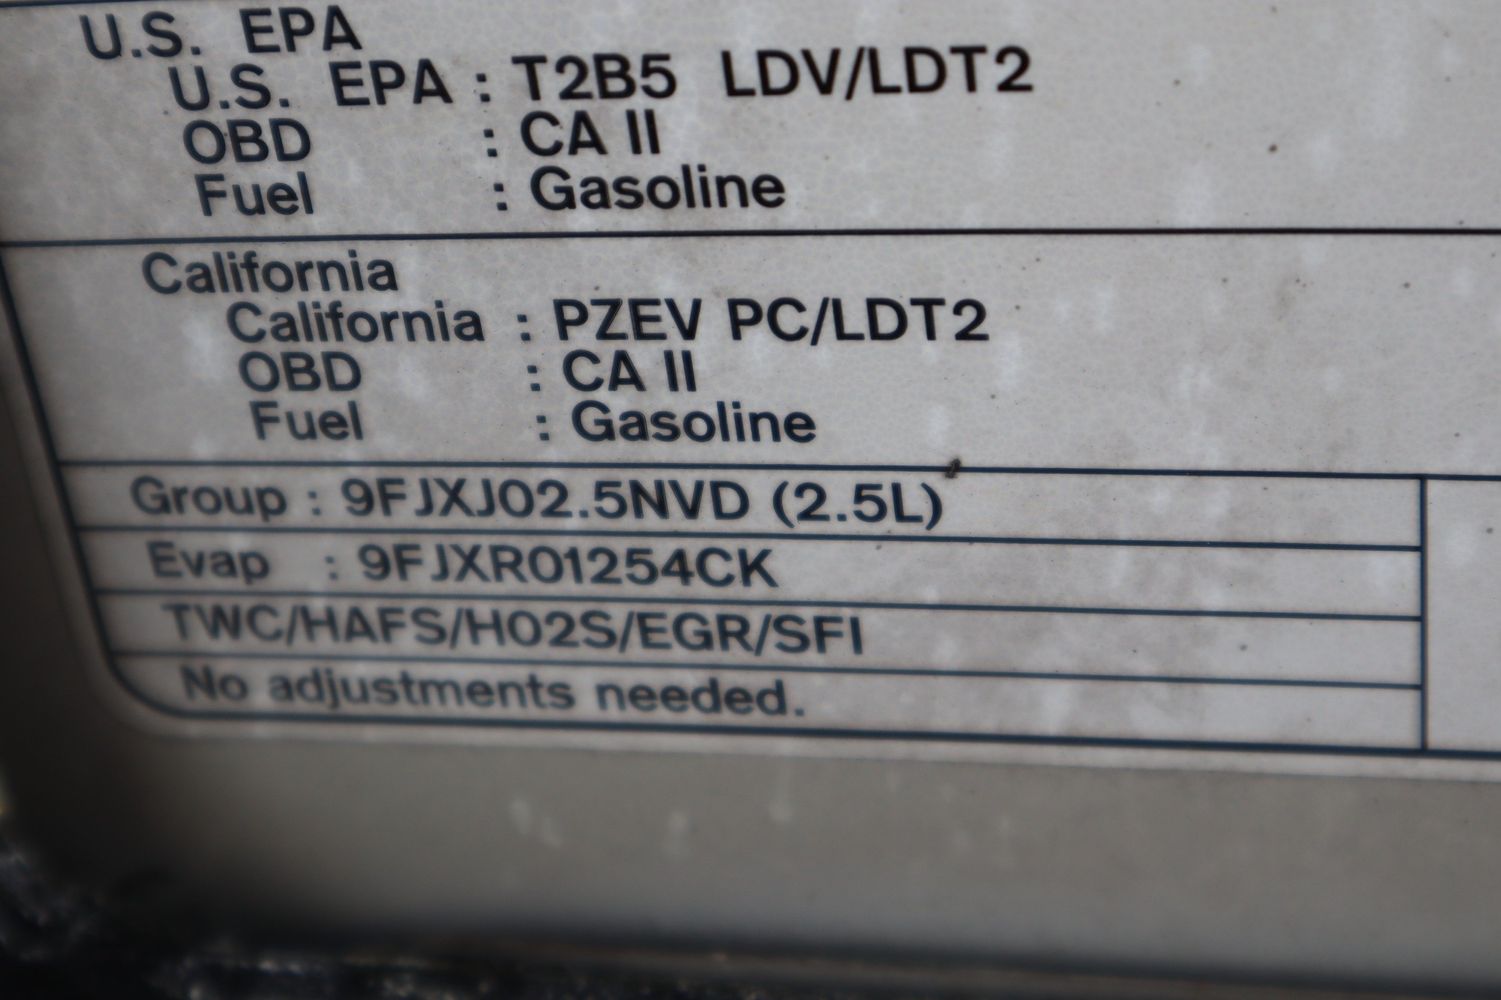 U.S. EPA
U.S. EPA : T2B5 LDV/LDT2
OBD : CA II
Fuel : Gasoline
California
California : PZEV PC/LDT2
OBD : CA II
Fuel : Gasoline
Group : 9FJXJ02.5NVD (2.5L)
Evap : 9FJXR01254CK
TWC/HAFS/HO2S/EGR/SFI
No adjustments needed.